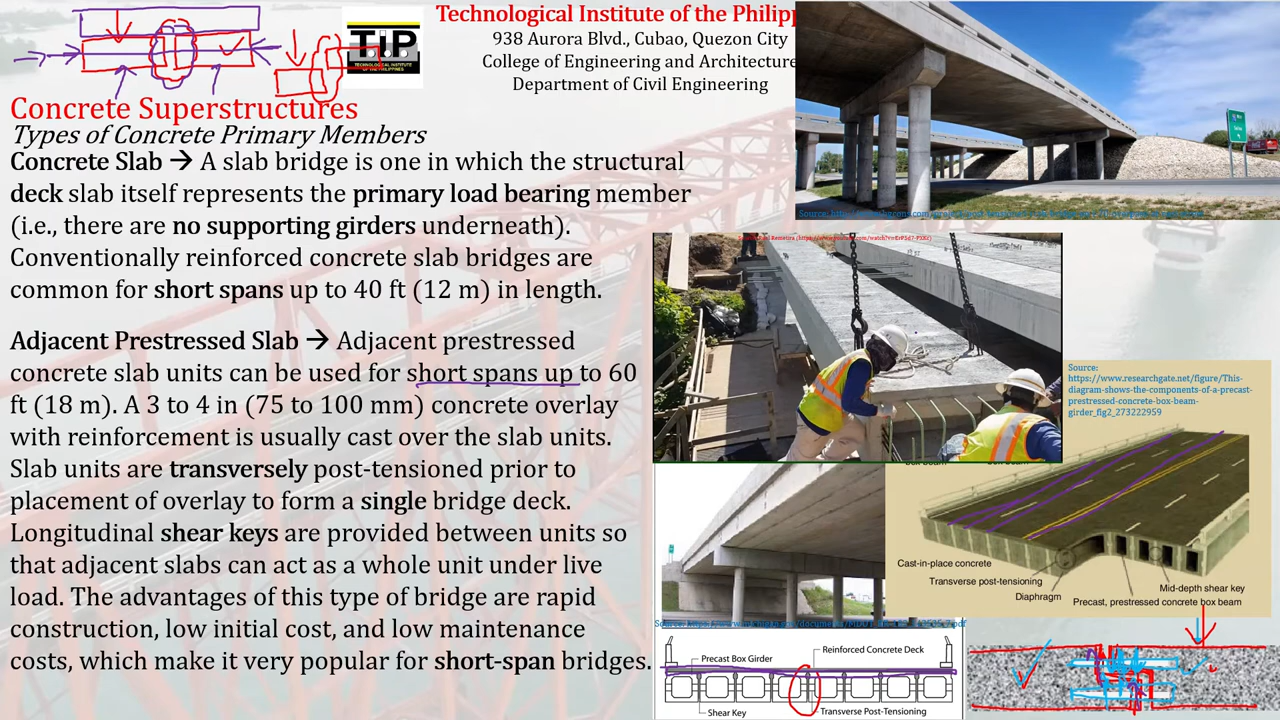 Technological Institute of the Philipp
938 Aurora Blvd., Cubao, Quezon City
College of Engineering and Architecture
Department of Civil Engineering
TiP
TECHNOLOGICAL INSTITUTE
OF THE PHILIPPINES
Concrete Superstructures
Types of Concrete Primary Members
Concrete Slab → A slab bridge is one in which the structural
deck slab itself represents the primary load bearing member
(i.e., there are no supporting girders underneath).
Conventionally reinforced concrete slab bridges are
common for short spans up to 40 ft (12 m) in length.
Adjacent Prestressed Slab → Adjacent prestressed
concrete slab units can be used for short spans up to 60
ft (18 m). A 3 to 4 in (75 to 100 mm) concrete overlay
with reinforcement is usually cast over the slab units.
Slab units are transversely post-tensioned prior to
placement of overlay to form a single bridge deck.
Longitudinal shear keys are provided between units so
that adjacent slabs can act as a whole unit under live
load. The advantages of this type of bridge are rapid
construction, low initial cost, and low maintenance
costs, which make it very popular for short-span bridges.
Source:
Source:
https://www.researchgate.net/figure/This-
diagram-shows-the-components-of-a-precast-
prestressed-concrete-box-beam-
girder_fig2_273222959
Cast-in-place concrete
Transverse post-tensioning
Diaphragm
Mid-depth shear key
Precast, prestressed concrete box beam
Precast Box Girder
Reinforced Concrete Deck
Shear Key
Transverse Post-Tensioning